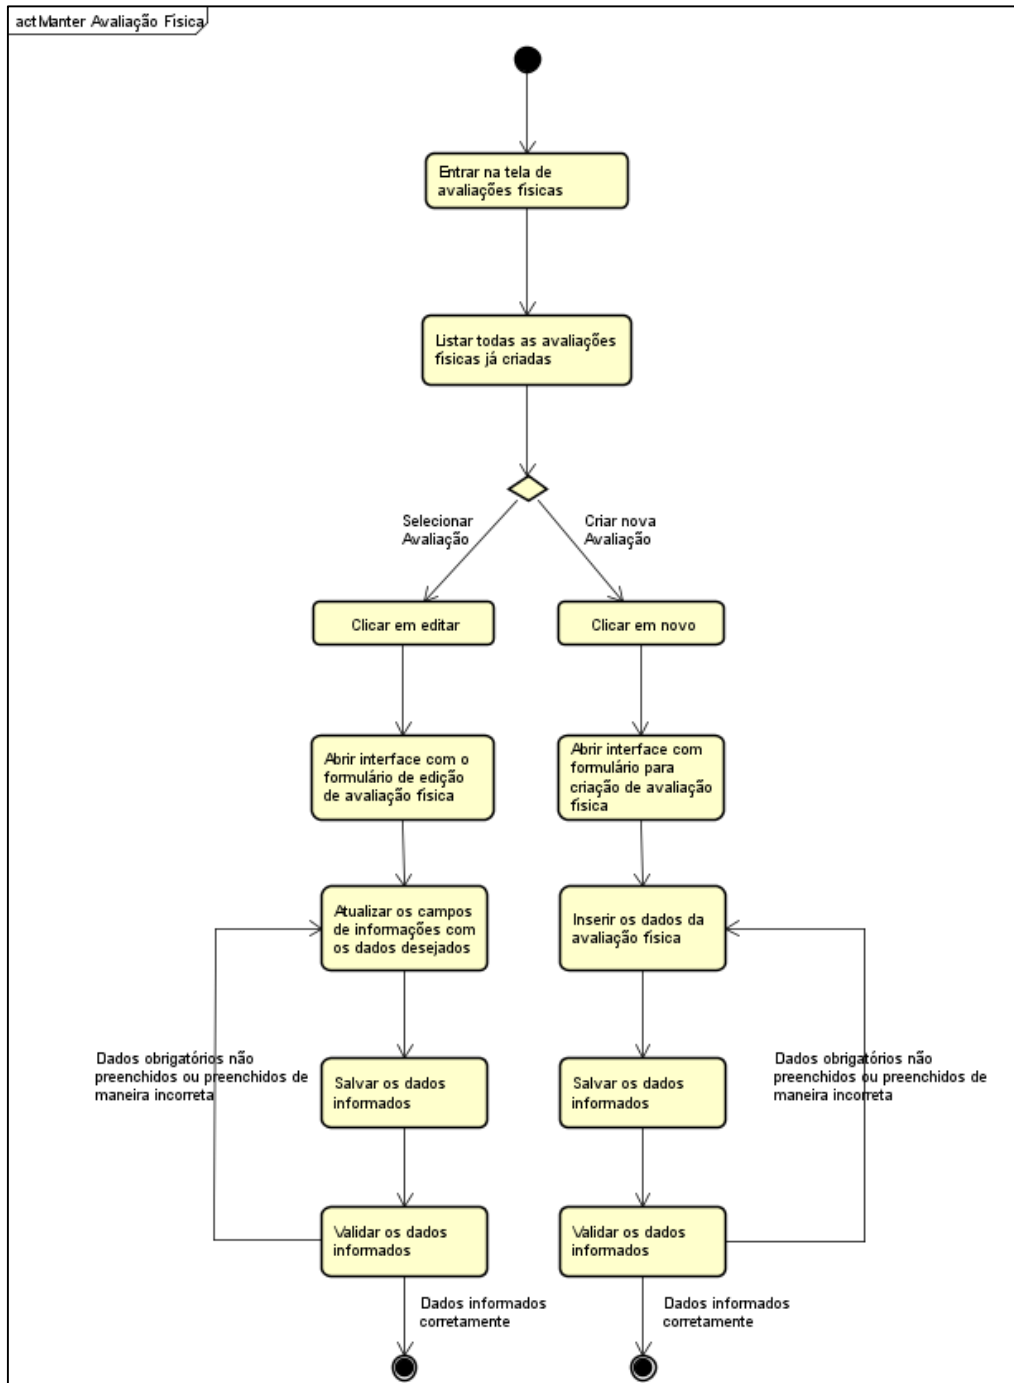 act Manter Avaliação Física
Entrar na tela de
avaliações físicas
Listar todas as avaliações
físicas já criadas
Selecionar
Avaliação
Criar nova
Avaliação
Clicar em editar
Clicar em novo
Abrir interface com o
formulário de edição
de avaliação física
Abrir interface com
formulário para
criação de avaliação
física
Atualizar os campos
de informações com
os dados desejados
Inserir os dados da
avaliação física
Dados obrigatórios não
preenchidos ou preenchidos de
maneira incorreta
Salvar os dados
informados
Salvar os dados
informados
Dados obrigatórios não
preenchidos ou preenchidos de
maneira incorreta
Validar os dados
informados
Validar os dados
informados
Dados informados
corretamente
Dados informados
corretamente